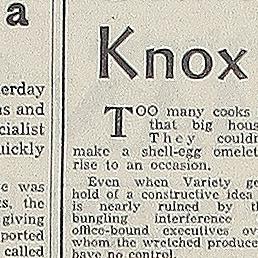 a
erday
s and
cialist
uickly
e was
s, the
giving
ported
called
Knox
TOO many cooks
that big hous
They couldn
make a shell-egg omelet
rise to an occasion.
Even when Variety ge
hold of a constructive idea
is nearly ruined by th
bungling interference
office-bound executives ov
whom the wretched produce
have no control.